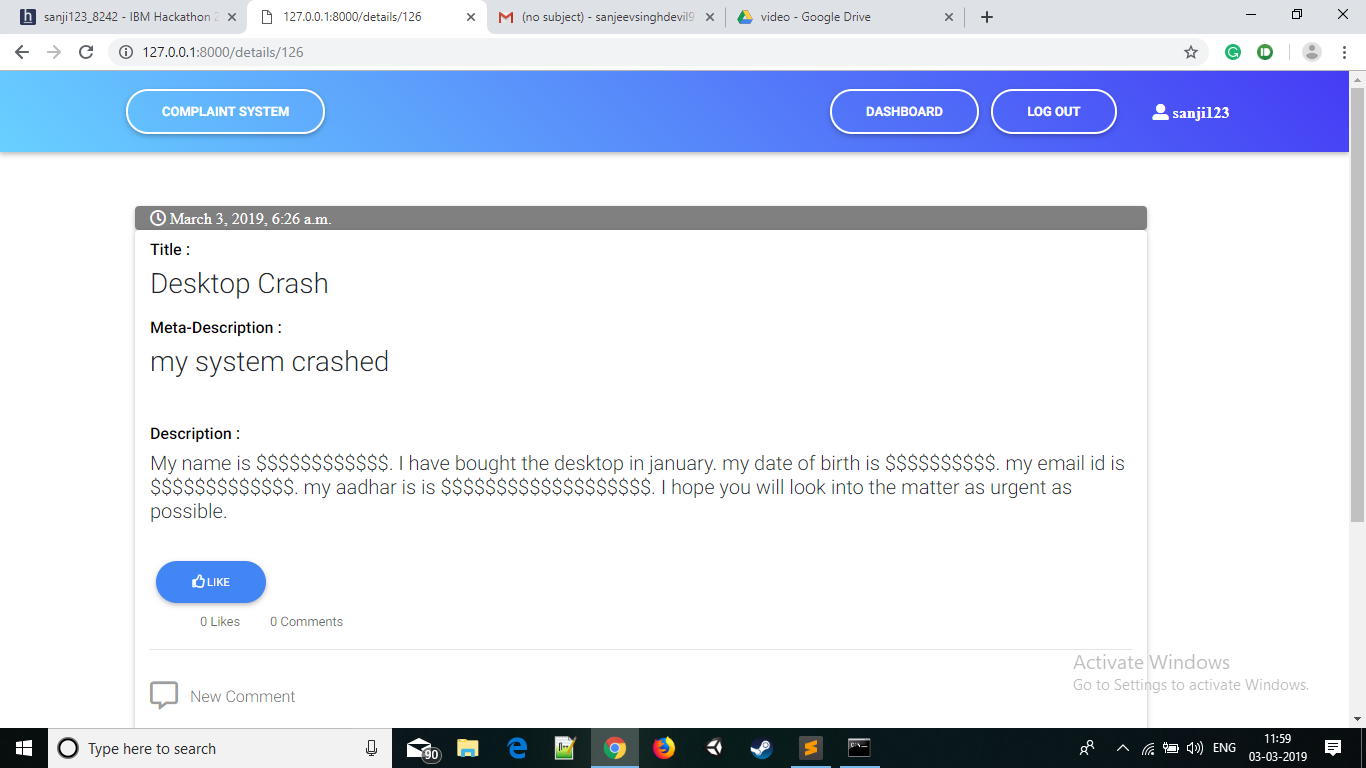 sanji123_8242 - IBM Hackathon 2
127.0.0.1:8000/details/126
(no subject) - sanjeevsinghdevil9
video - Google Drive
127.0.0.1:8000/details/126
COMPLAINT SYSTEM
DASHBOARD
LOG OUT
sanji123
March 3, 2019, 6:26 a.m.
Title :
Desktop Crash
Meta-Description :
my system crashed
Description :
My name is $$$$$$$$$$$$. I have bought the desktop in january. my date of birth is $$$$$$$$$$. my email id is
$$$$$$$$$$$$$. my aadhar is is $$$$$$$$$$$$$$$$$$$. I hope you will look into the matter as urgent as
possible.
LIKE
0 Likes
0 Comments
New Comment
Activate Windows
Go to Settings to activate Windows.
Type here to search
90
ENG
11:59
03-03-2019